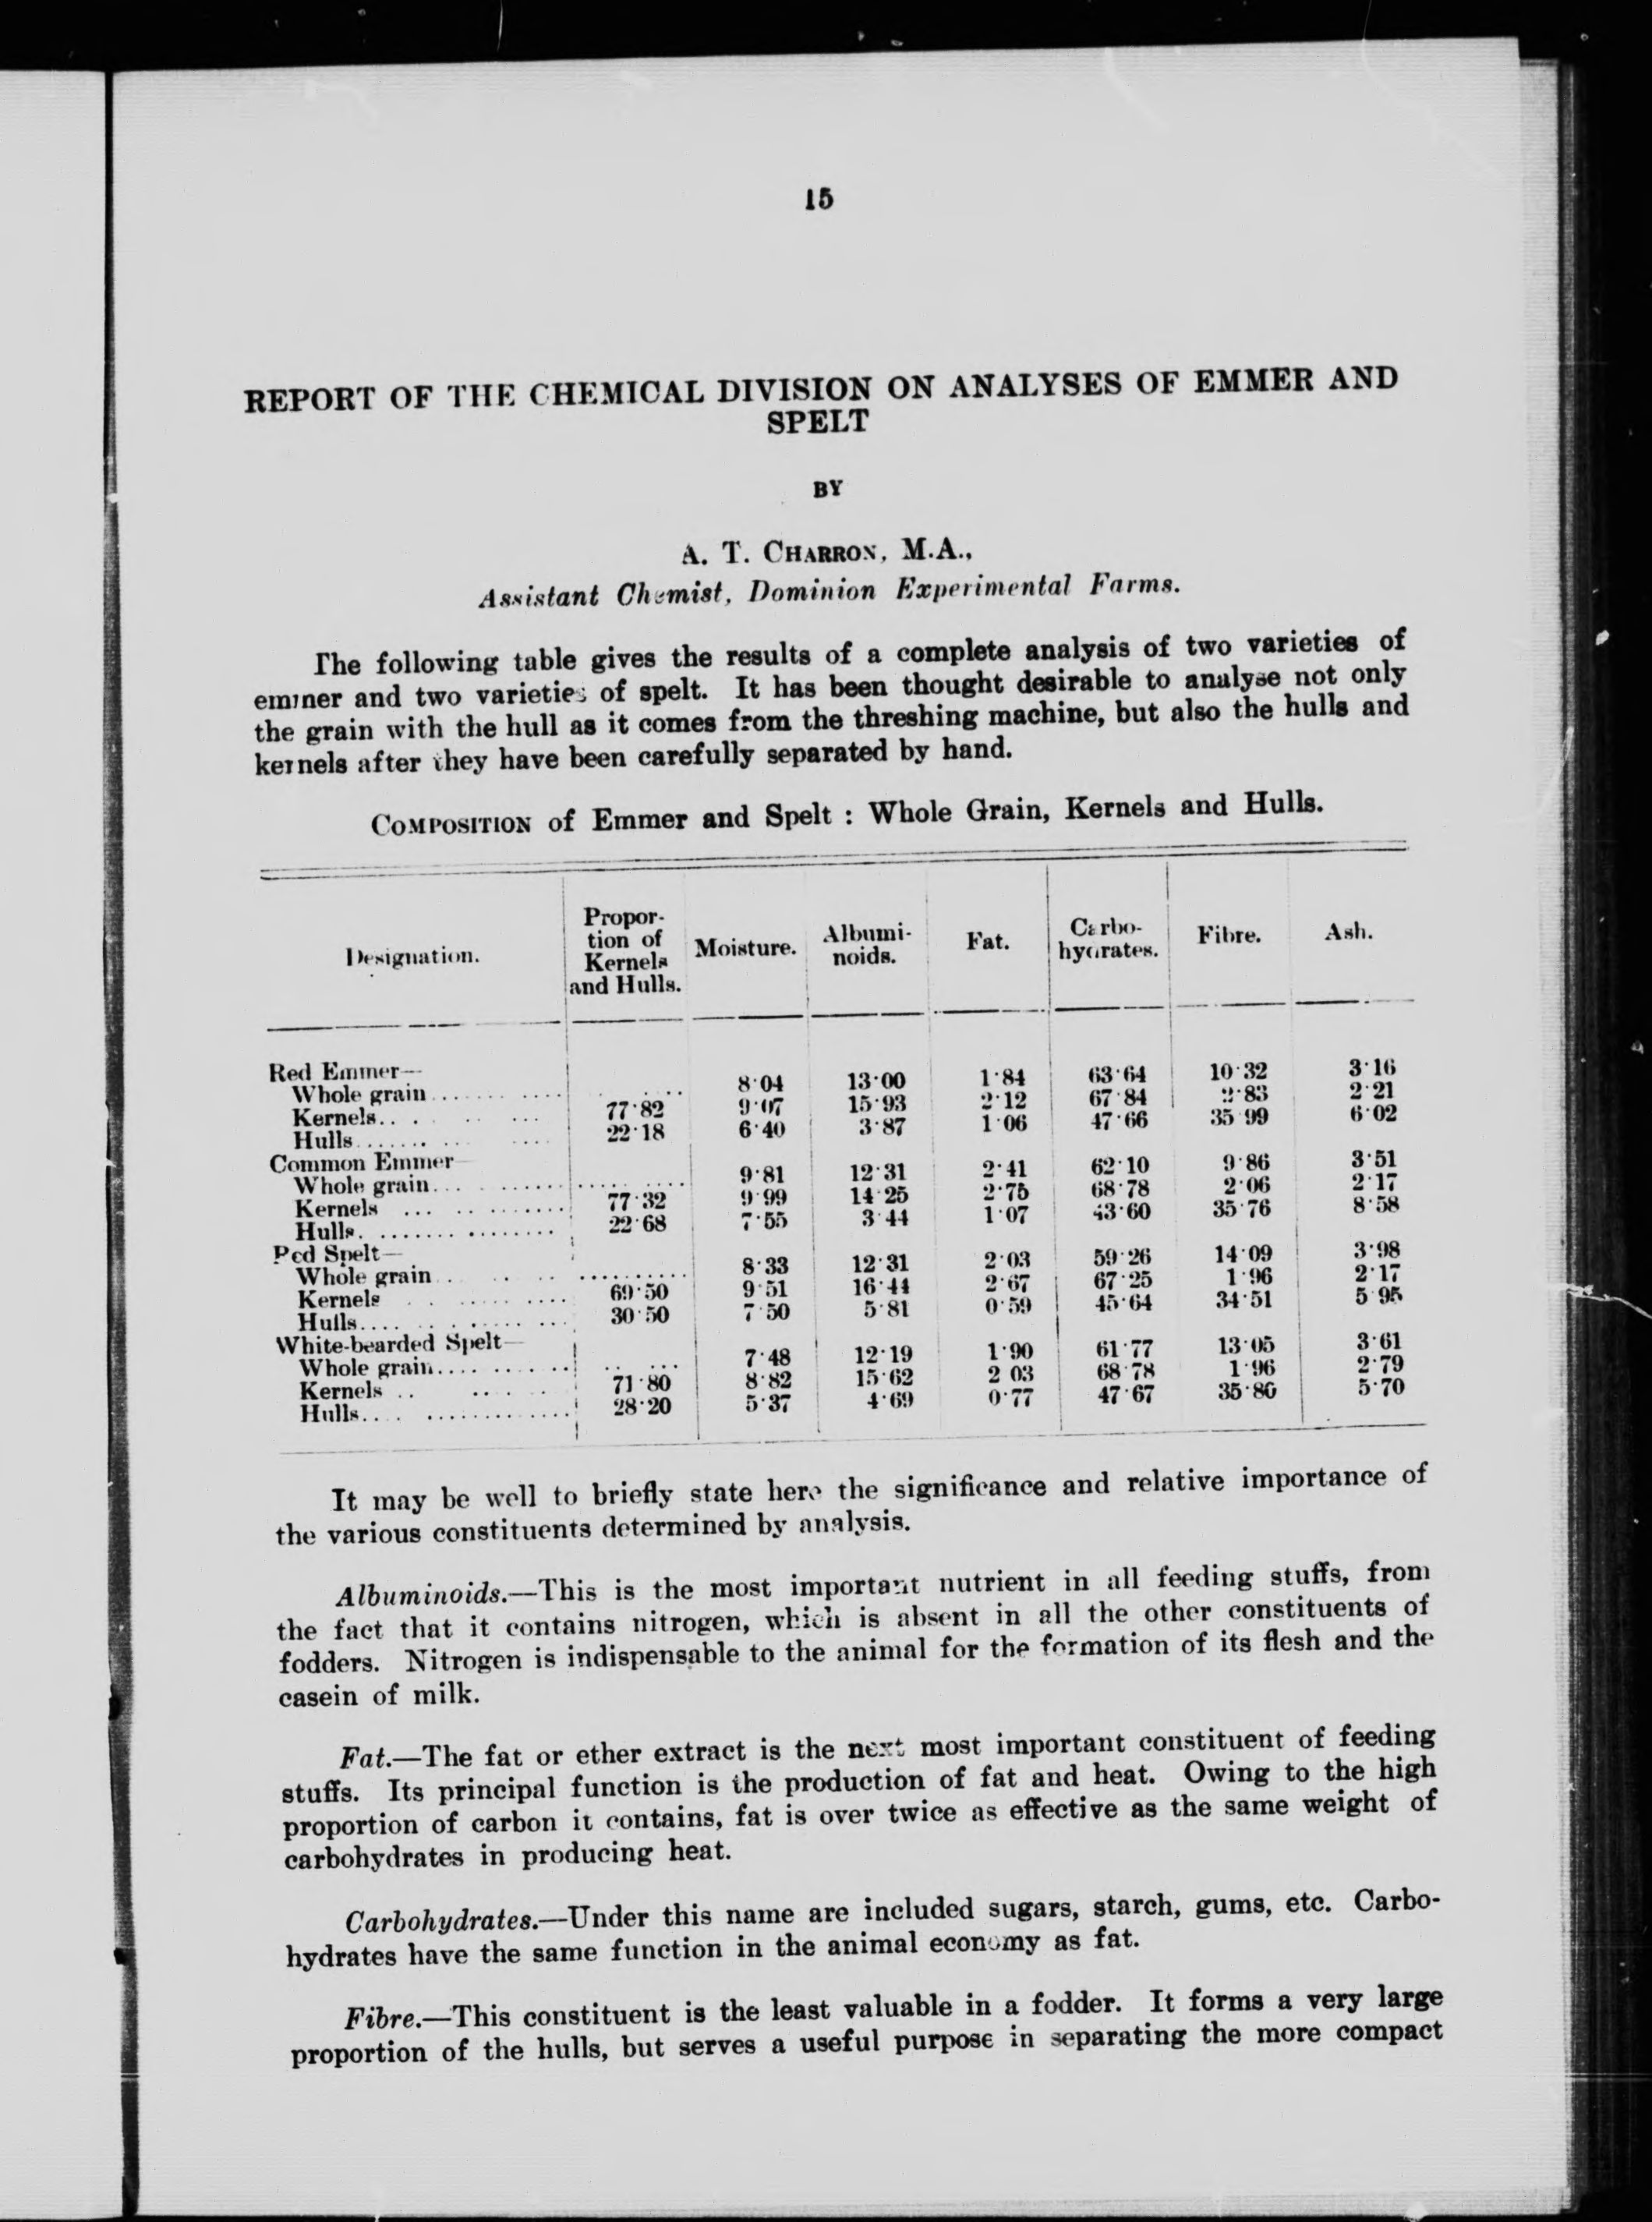 15
REPORT OF THE CHEMICAL DIVISION ON ANALYSES OF EMMER AND
SPELT
BY
A. T. CHARRON, M.A.,
Assistant Chemist, Dominion Experimental Farms.
The following table gives the results of a complete analysis of two varieties of
emmer and two varieties of spelt. It has been thought desirable to analyse not only
the grain with the hull as it comes from the threshing machine, but also the hulls and
kernels after they have been carefully separated by hand.
COMPOSITION of Emmer and Spelt : Whole Grain, Kernels and Hulls.
Designation. Propor-tion of Kernels and Hulls. Moisture. Albumi-noids. Fat. Carbo-hydrates. Fibre. Ash.
Red Emmer—
Whole grain .......... ..... 8·04 13·00 1·84 63·64 10·32 3·16
Kernels.. . .. ... 77·82 9·07 15·93 2·12 67·84 2·83 2·21
Hulls....... .... 22·18 6·40 3·87 1·06 47·66 35·99 6·02
Common Emmer—
Whole grain.. .......... .......... 9·81 12·31 2·41 62·10 9·86 3·51
Kernels ... .......... 77·32 9·99 14·25 2·75 68·78 2·06 2·17
Hulls. ................ 22·68 7·55 3·44 1·07 43·60 35·76 8·58
Red Spelt—
Whole grain . .. .. .......... 8·33 12·31 2·03 59·26 14·09 3·98
Kernels . ......... 69·50 9·51 16·44 2·67 67·25 1·96 2·17
Hulls.... .......... 30·50 7·50 5·81 0·59 45·64 34·51 5·95
White-bearded Spelt—
Whole grain........... .. ... 7·48 12·19 1·90 61·77 13·05 3·61
Kernels .. ..... 71·80 8·82 15·62 2·03 68·78 1·96 2·79
Hulls.... ............. 28·20 5·37 4·69 0·77 47·67 35·80 5·70
It may be well to briefly state here the significance and relative importance of
the various constituents determined by analysis.
Albuminoids.—This is the most important nutrient in all feeding stuffs, from
the fact that it contains nitrogen, which is absent in all the other constituents of
fodders. Nitrogen is indispensable to the animal for the formation of its flesh and the
casein of milk.
Fat.—The fat or ether extract is the next most important constituent of feeding
stuffs. Its principal function is the production of fat and heat. Owing to the high
proportion of carbon it contains, fat is over twice as effective as the same weight of
carbohydrates in producing heat.
Carbohydrates.—Under this name are included sugars, starch, gums, etc. Carbo-
hydrates have the same function in the animal economy as fat.
Fibre.—This constituent is the least valuable in a fodder. It forms a very large
proportion of the hulls, but serves a useful purpose in separating the more compact